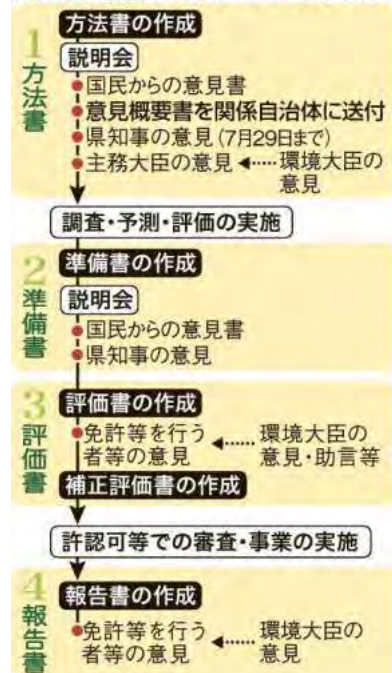 1 方法書
方法書の作成
説明会
国民からの意見書
意見概要書を関係自治体に送付
県知事の意見(7月29日まで)
主務大臣の意見
環境大臣の
意見
調査・予測・評価の実施
2 準備書
準備書の作成
説明会
国民からの意見書
県知事の意見
3 評価書
評価書の作成
免許等を行う
者等の意見
環境大臣の
意見・助言等
補正評価書の作成
許認可等での審査・事業の実施
4 報告書
報告書の作成
免許等を行う
者等の意見
環境大臣の
意見